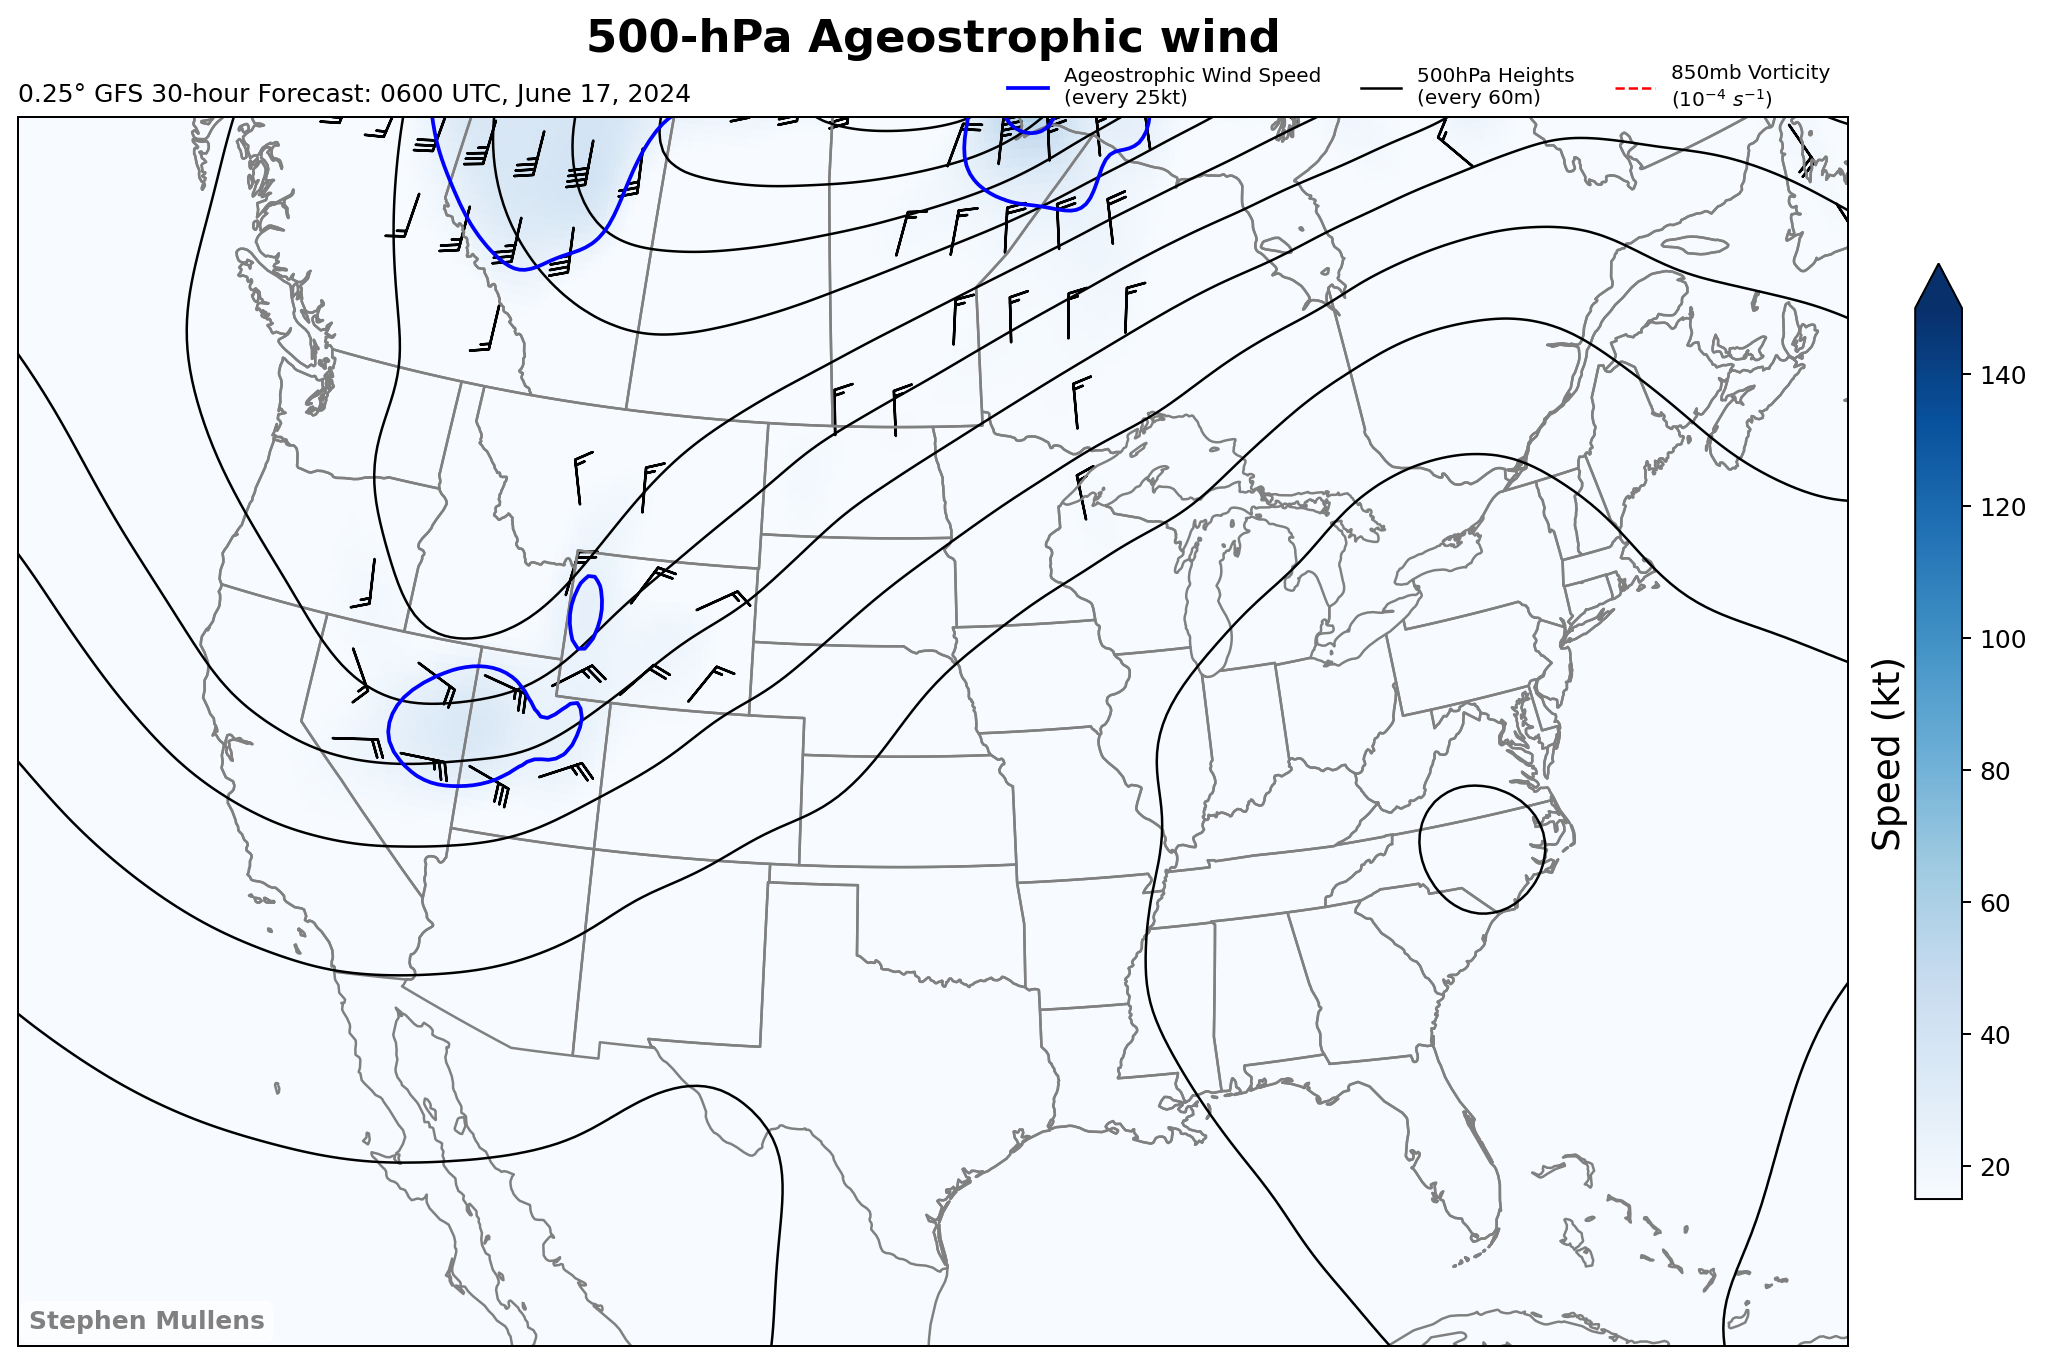 500-hPa Ageostrophic wind
0.25° GFS 30-hour Forecast: 0600 UTC, June 17, 2024
Ageostrophic Wind Speed
(every 25kt)
500hPa Heights
(every 60m)
850mb Vorticity
(10⁻⁴ s⁻¹)
140
120
100
80
60
40
20
Speed (kt)
Stephen Mullens